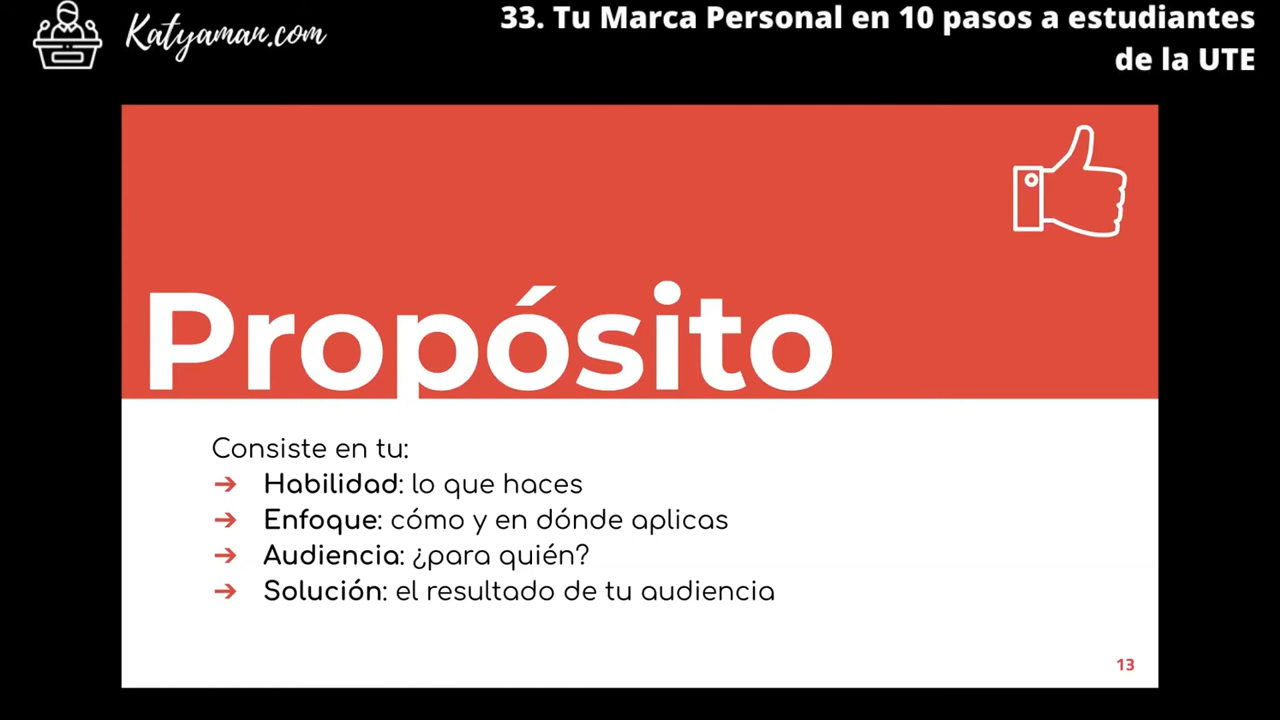 Katyaman.com
33. Tu Marca Personal en 10 pasos a estudiantes
de la UTE
Propósito
Consiste en tu:
➔ Habilidad: lo que haces
➔ Enfoque: cómo y en dónde aplicas
➔ Audiencia: ¿para quién?
➔ Solución: el resultado de tu audiencia
13